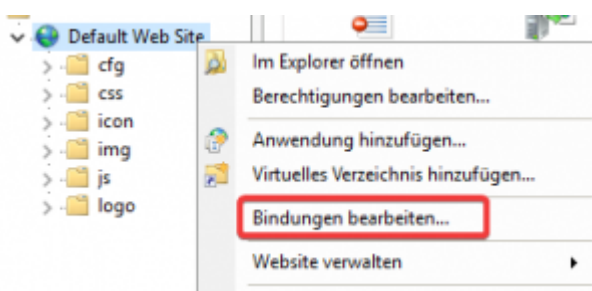 Default Web Site
cfg
css
icon
img
js
logo
Im Explorer öffnen
Berechtigungen bearbeiten...
Anwendung hinzufügen...
Virtuelles Verzeichnis hinzufügen...
Bindungen bearbeiten...
Website verwalten